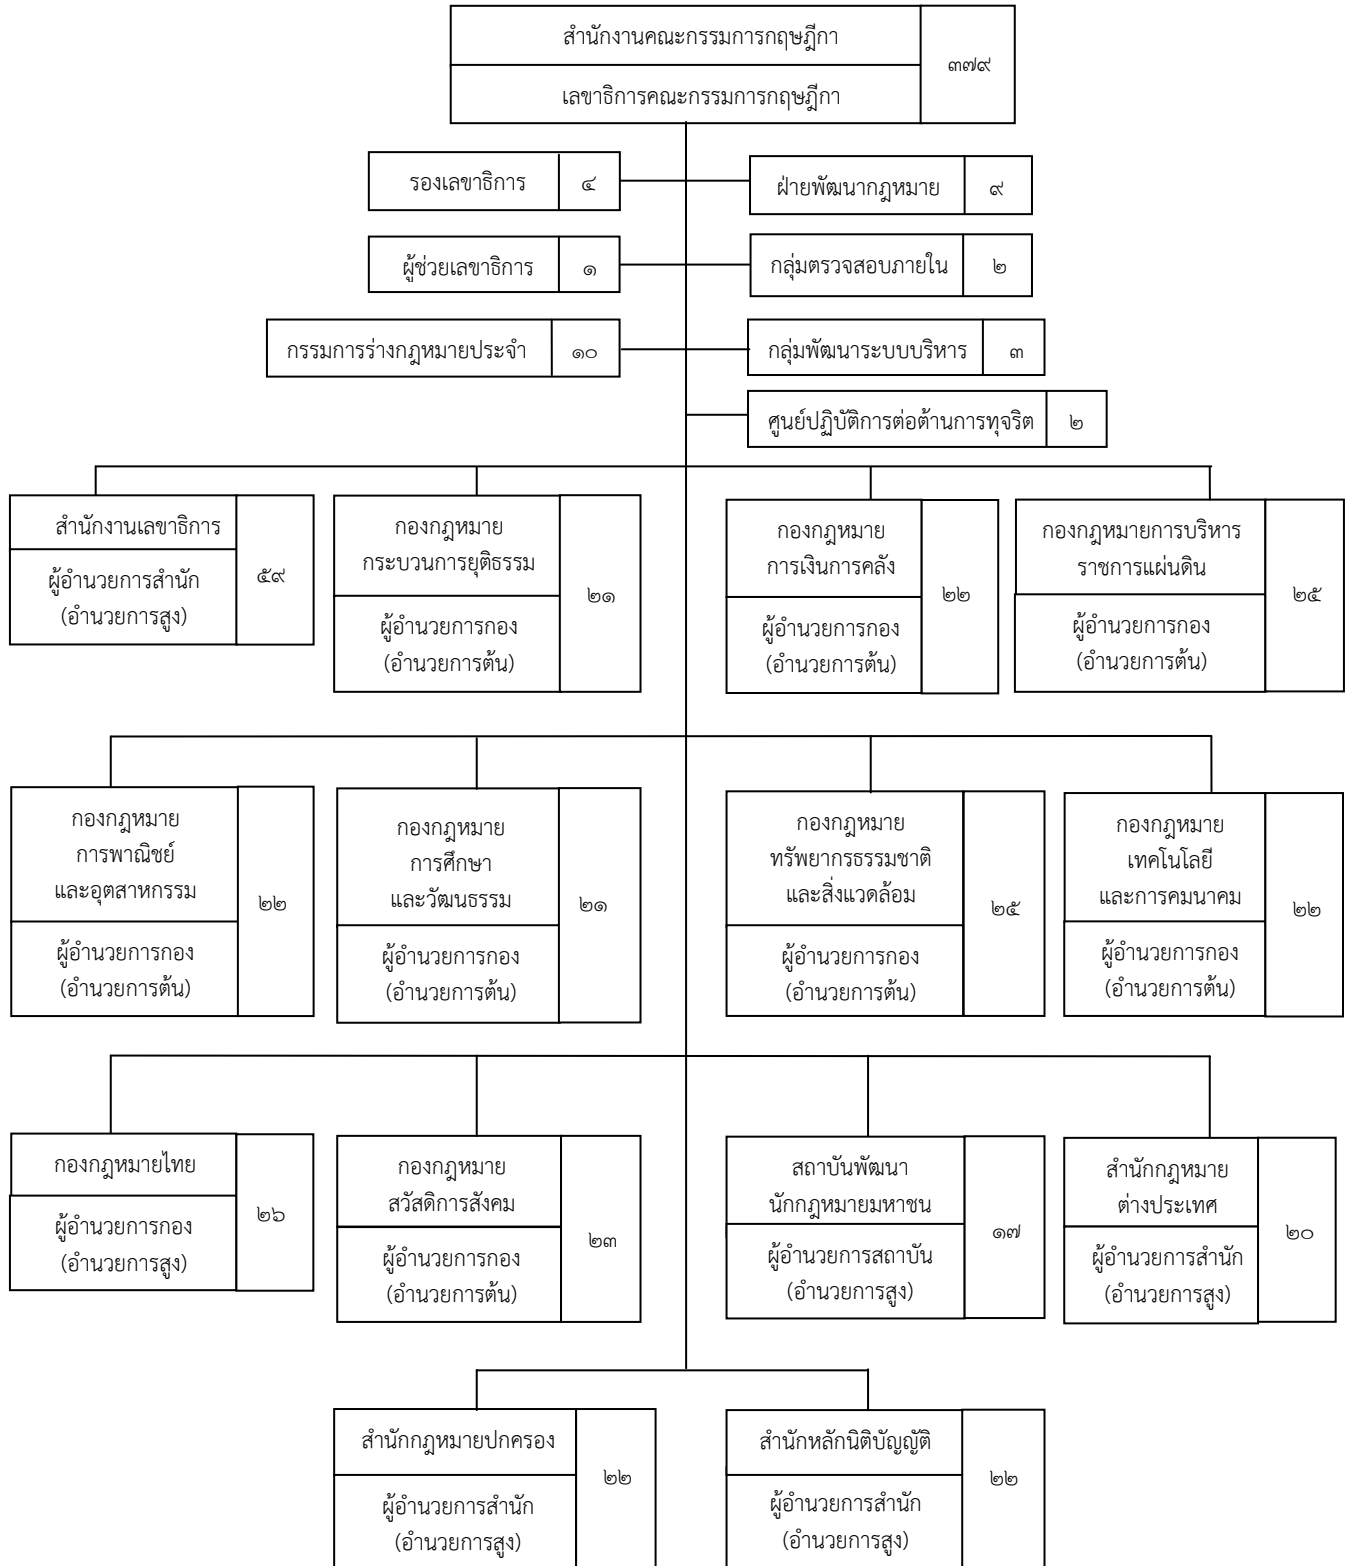 สำนักงานคณะกรรมการกฤษฎีกา
เลขาธิการคณะกรรมการกฤษฎีกา
๓๗๙
รองเลขาธิการ
๔
ฝ่ายพัฒนากฎหมาย
๙
ผู้ช่วยเลขาธิการ
๑
กลุ่มตรวจสอบภายใน
๒
กรรมการร่างกฎหมายประจำ
๑๐
กลุ่มพัฒนาระบบบริหาร
๓
ศูนย์ปฏิบัติการต่อต้านการทุจริต
๒
สำนักงานเลขาธิการ
ผู้อำนวยการสำนัก
(อำนวยการสูง)
๕๙
กองกฎหมาย
กระบวนการยุติธรรม
ผู้อำนวยการกอง
(อำนวยการต้น)
๒๑
กองกฎหมาย
การเงินการคลัง
ผู้อำนวยการกอง
(อำนวยการต้น)
๒๒
กองกฎหมายการบริหาร
ราชการแผ่นดิน
ผู้อำนวยการกอง
(อำนวยการต้น)
๒๕
กองกฎหมาย
การพาณิชย์
และอุตสาหกรรม
ผู้อำนวยการกอง
(อำนวยการต้น)
๒๒
กองกฎหมาย
การศึกษา
และวัฒนธรรม
ผู้อำนวยการกอง
(อำนวยการต้น)
๒๑
กองกฎหมาย
ทรัพยากรธรรมชาติ
และสิ่งแวดล้อม
ผู้อำนวยการกอง
(อำนวยการต้น)
๒๕
กองกฎหมาย
เทคโนโลยี
และการคมนาคม
ผู้อำนวยการกอง
(อำนวยการต้น)
๒๒
กองกฎหมายไทย
ผู้อำนวยการกอง
(อำนวยการสูง)
๒๖
กองกฎหมาย
สวัสดิการสังคม
ผู้อำนวยการกอง
(อำนวยการต้น)
๒๓
สถาบันพัฒนา
นักกฎหมายมหาชน
ผู้อำนวยการสถาบัน
(อำนวยการสูง)
๑๗
สำนักกฎหมาย
ต่างประเทศ
ผู้อำนวยการสำนัก
(อำนวยการสูง)
๒๐
สำนักกฎหมายปกครอง
ผู้อำนวยการสำนัก
(อำนวยการสูง)
๒๒
สำนักหลักนิติบัญญัติ
ผู้อำนวยการสำนัก
(อำนวยการสูง)
๒๒